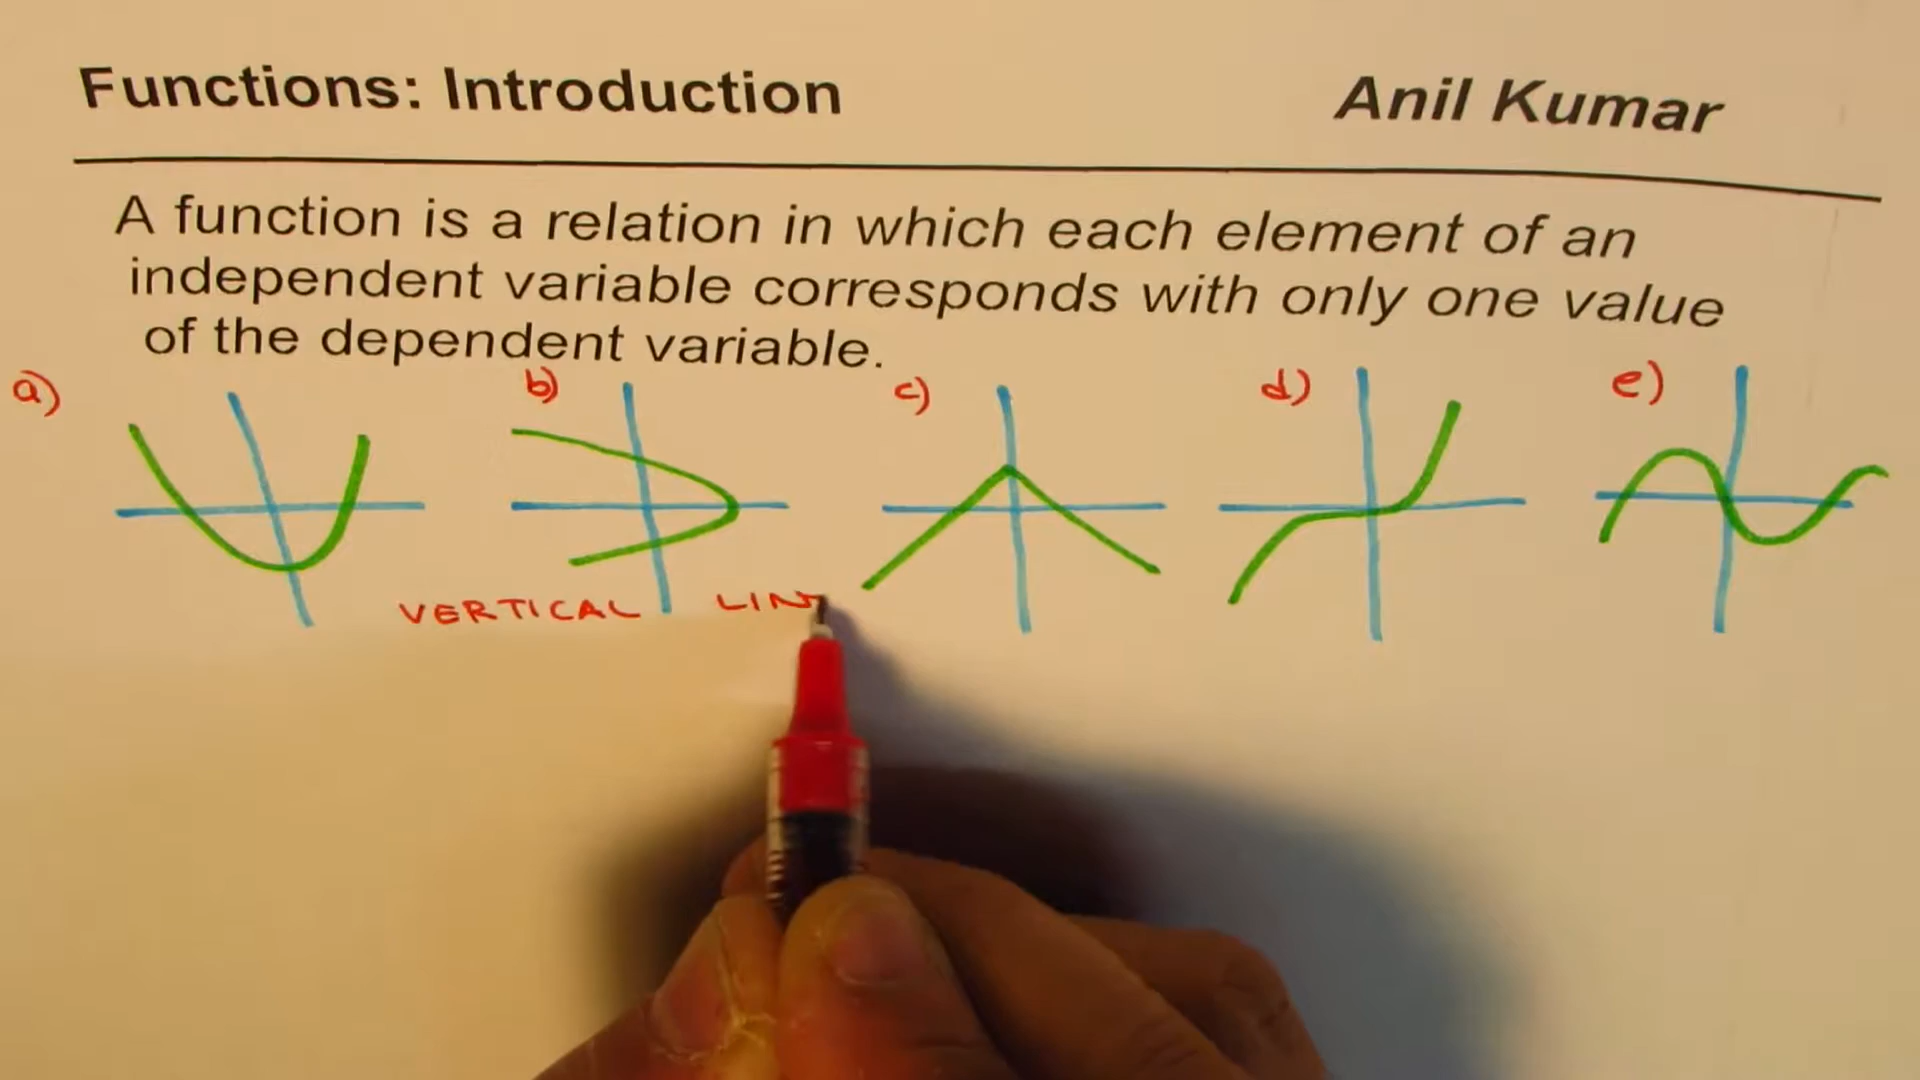 Functions: Introduction Anil Kumar
A function is a relation in which each element of an
independent variable corresponds with only one value
of the dependent variable.
a) b) c) d) e)
VERTICAL LIN